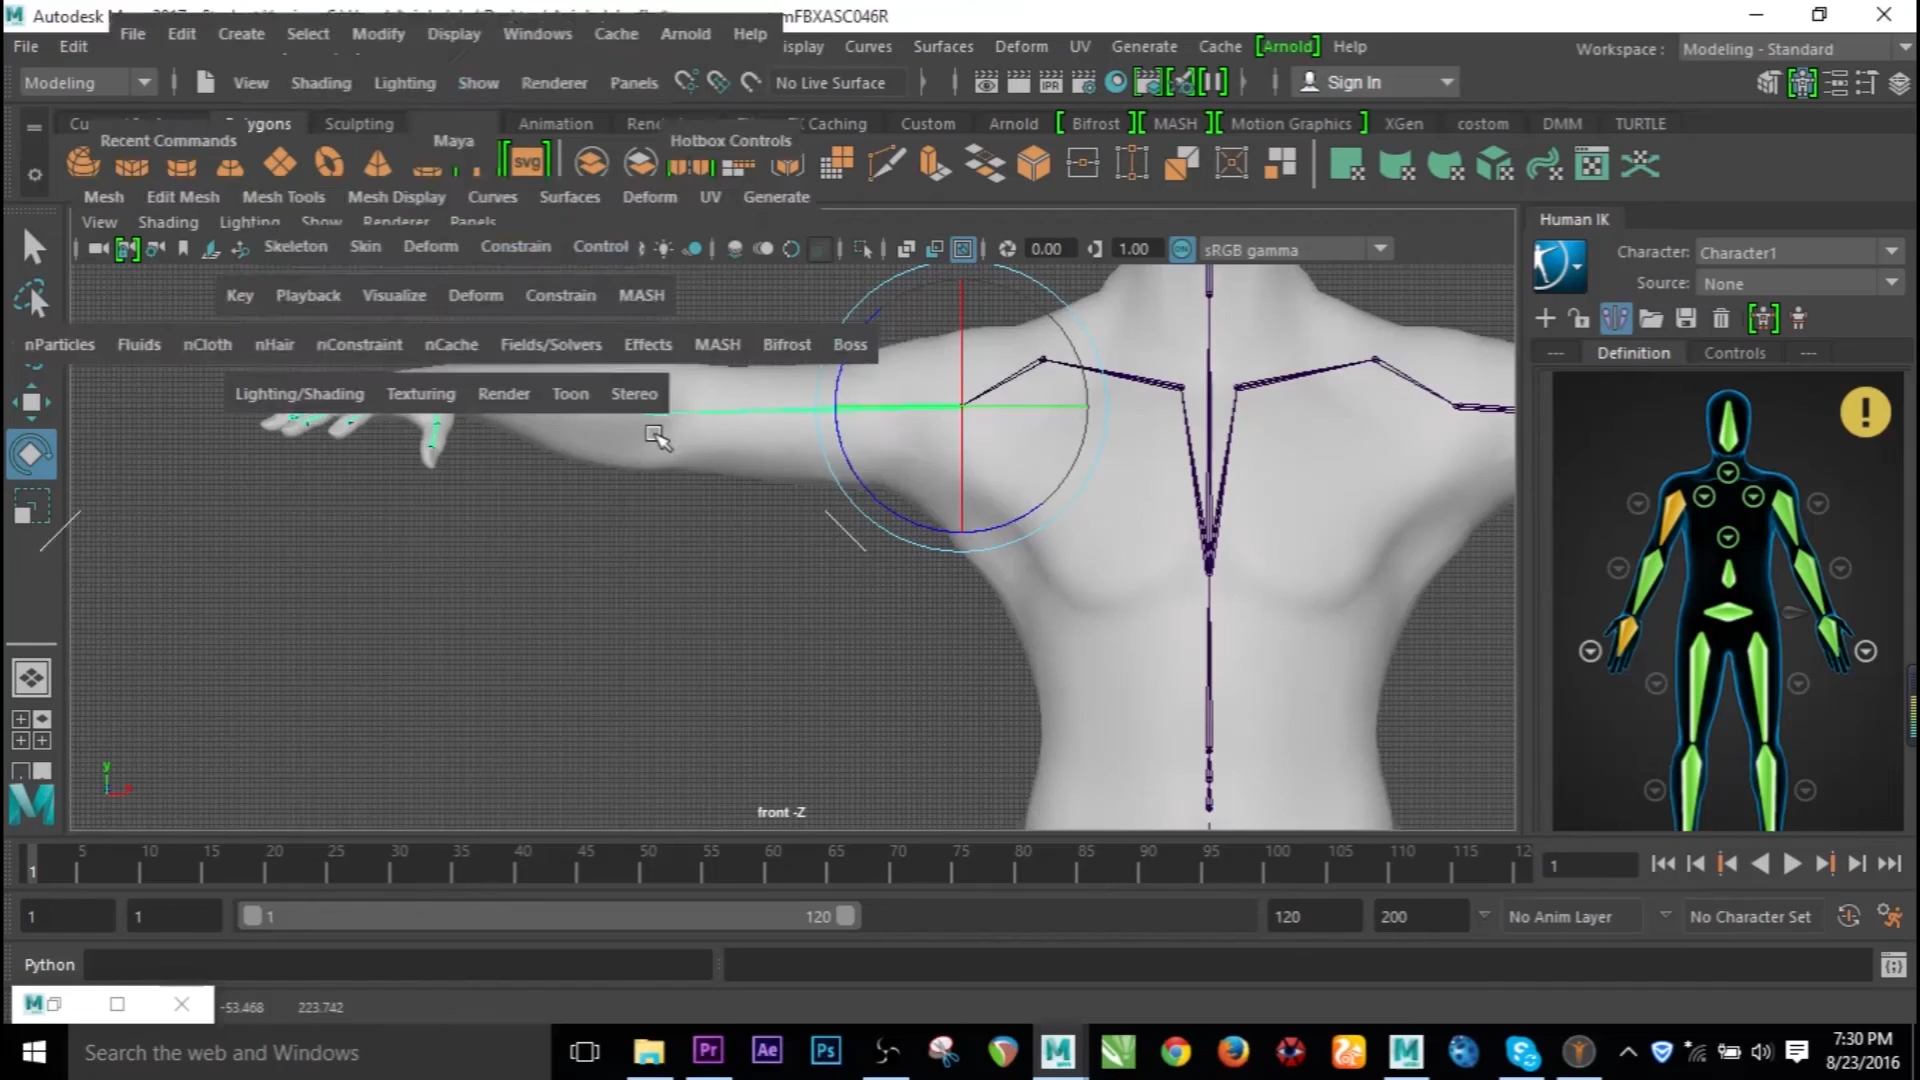 Autodesk
mFBXASC046R
File Edit Create Select Modify Display Windows Cache Arnold Help
File Edit
isplay Curves Surfaces Deform UV Generate Cache [Arnold] Help
Workspace : Modeling - Standard
Modeling
View Shading Lighting Show Renderer Panels
No Live Surface
IPR
Sign In
Polygons Sculpting Animation Caching Custom Arnold [ Bifrost ][ MASH ][ Motion Graphics ] XGen costom DMM TURTLE
Recent Commands Maya Hotbox Controls
svg
Mesh Edit Mesh Mesh Tools Mesh Display Curves Surfaces Deform UV Generate
View Shading Lighting Show Renderer Panels
Skeleton Skin Deform Constrain Control
0.00 1.00 ON sRGB gamma
Key Playback Visualize Deform Constrain MASH
nParticles Fluids nCloth nHair nConstraint nCache Fields/Solvers Effects MASH Bifrost Boss
Lighting/Shading Texturing Render Toon Stereo
Human IK
Character: Character1
Source: None
--- Definition Controls ---
!
y
front -Z
5 10 15 20 25 30 35 40 45 50 55 60 65 70 75 80 85 90 95 100 105 110 115 12
1
1
1 1 1 120 120 200 No Anim Layer No Character Set
Python
-53.468 223.742
Search the web and Windows
Pr Ae Ps
7:30 PM
8/23/2016